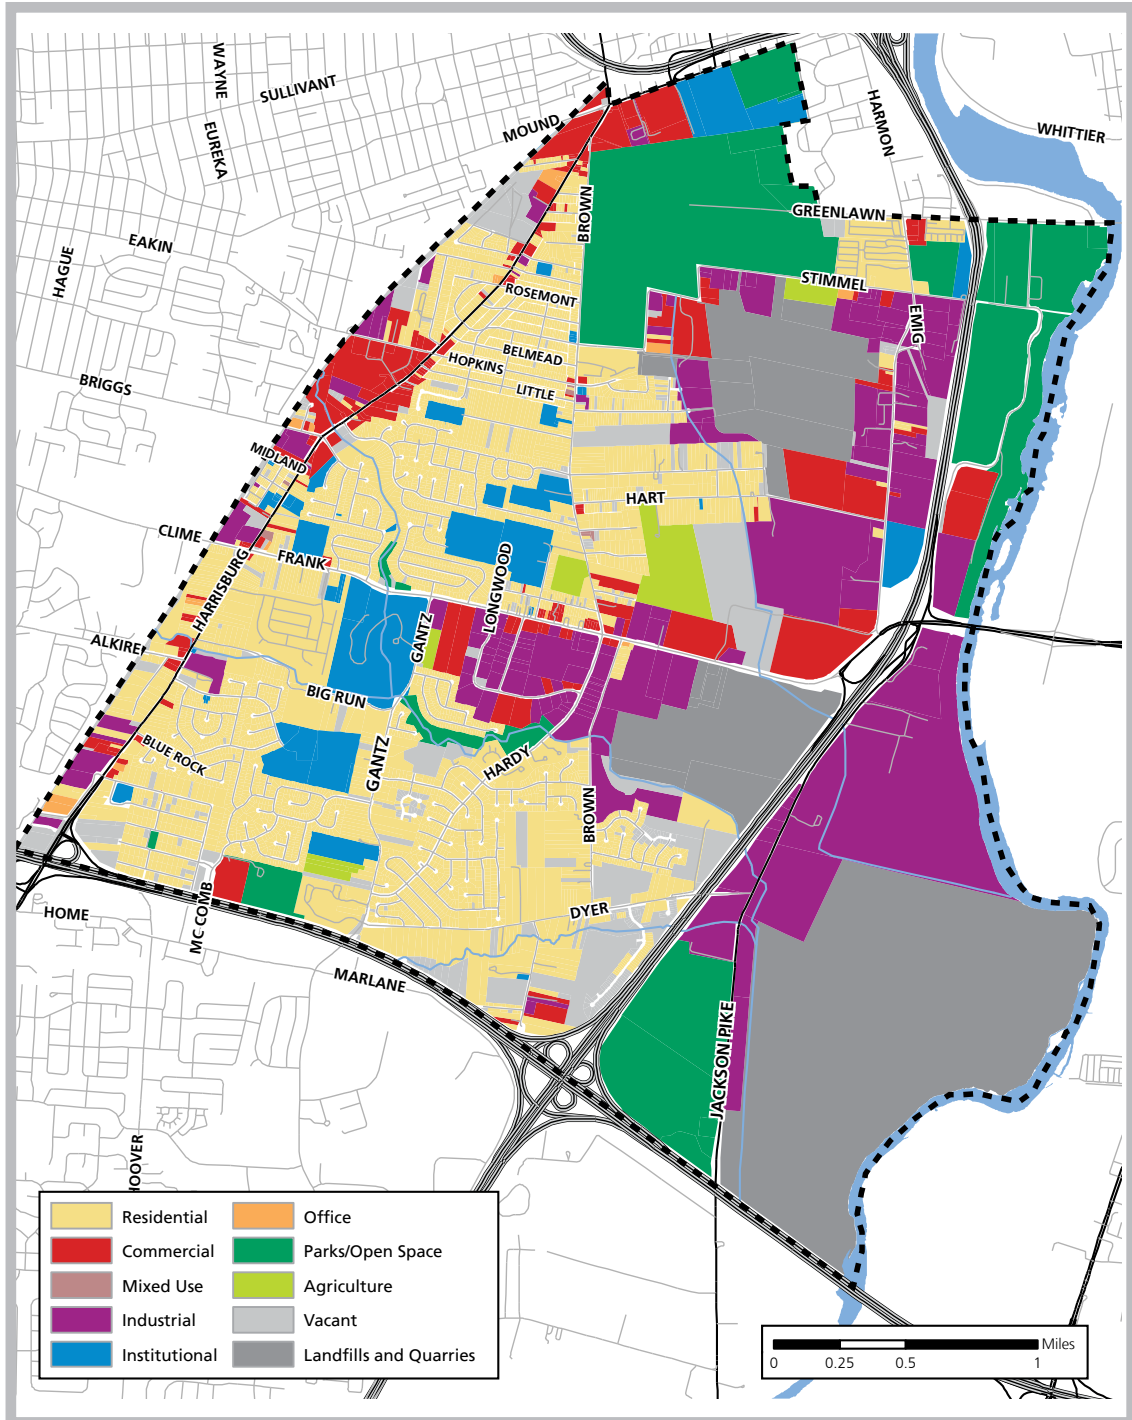 WAYNE
SULLIVANT
EUREKA
MOUND
HARMON
WHITTIER
BROWN
GREENLAWN
EAKIN
HAGUE
STIMMEL
ROSEMONT
EMIG
BELMEAD
HOPKINS
LITTLE
BRIGGS
MIDLAND
HART
CLIME
FRANK
HARRISBURG
LONGWOOD
GANTZ
ALKIRE
BIG RUN
BLUE ROCK
GANTZ
HARDY
BROWN
DYER
MC COMB
HOME
MARLANE
JACKSON PIKE
HOOVER
Residential
Office
Commercial
Parks/Open Space
Mixed Use
Agriculture
Industrial
Vacant
Institutional
Landfills and Quarries
Miles
0 0.25 0.5 1